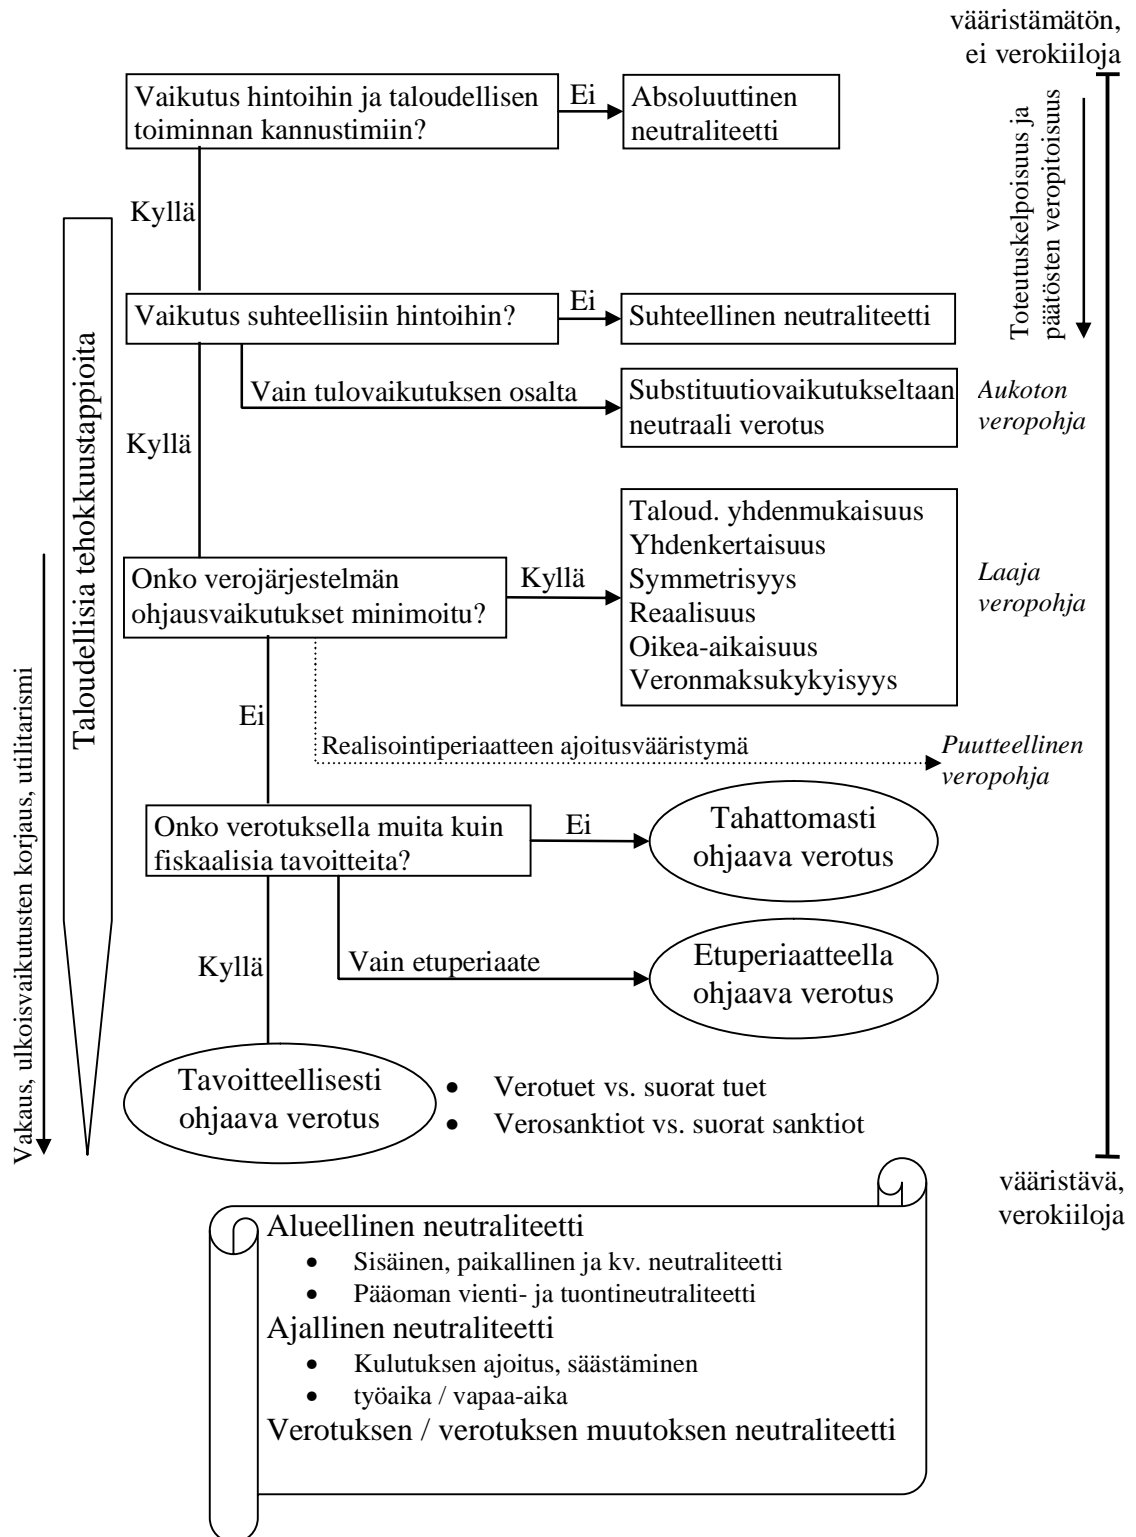 vääristämätön,
ei verokiiloja
Vaikutus hintoihin ja taloudellisen
toiminnan kannustimiin?
Ei
Absoluuttinen
neutraliteetti
Toteutuskelpoisuus ja
päätösten veropitoisuus
Kyllä
Taloudellisia tehokkuustappioita
Vaikutus suhteellisiin hintoihin?
Ei
Suhteellinen neutraliteetti
Vain tulovaikutuksen osalta
Substituutiovaikutukseltaan
neutraali verotus
Aukoton
veropohja
Kyllä
Onko verojärjestelmän
ohjausvaikutukset minimoitu?
Kyllä
Taloud. yhdenmukaisuus
Yhdenkertaisuus
Symmetrisyys
Reaalisuus
Oikea-aikaisuus
Veronmaksukykyisyys
Laaja
veropohja
Vakaus, ulkoisvaikutusten korjaus, utilitarismi
Ei
Realisointiperiaatteen ajoitusvääristymä
Puutteellinen
veropohja
Onko verotuksella muita kuin
fiskaalisia tavoitteita?
Ei
Tahattomasti
ohjaava verotus
Kyllä
Vain etuperiaate
Etuperiaatteella
ohjaava verotus
Tavoitteellisesti
ohjaava verotus
• Verotuet vs. suorat tuet
• Verosanktiot vs. suorat sanktiot
vääristävä,
verokiiloja
Alueellinen neutraliteetti
• Sisäinen, paikallinen ja kv. neutraliteetti
• Pääoman vienti- ja tuontineutraliteetti
Ajallinen neutraliteetti
• Kulutuksen ajoitus, säästäminen
• työaika / vapaa-aika
Verotuksen / verotuksen muutoksen neutraliteetti